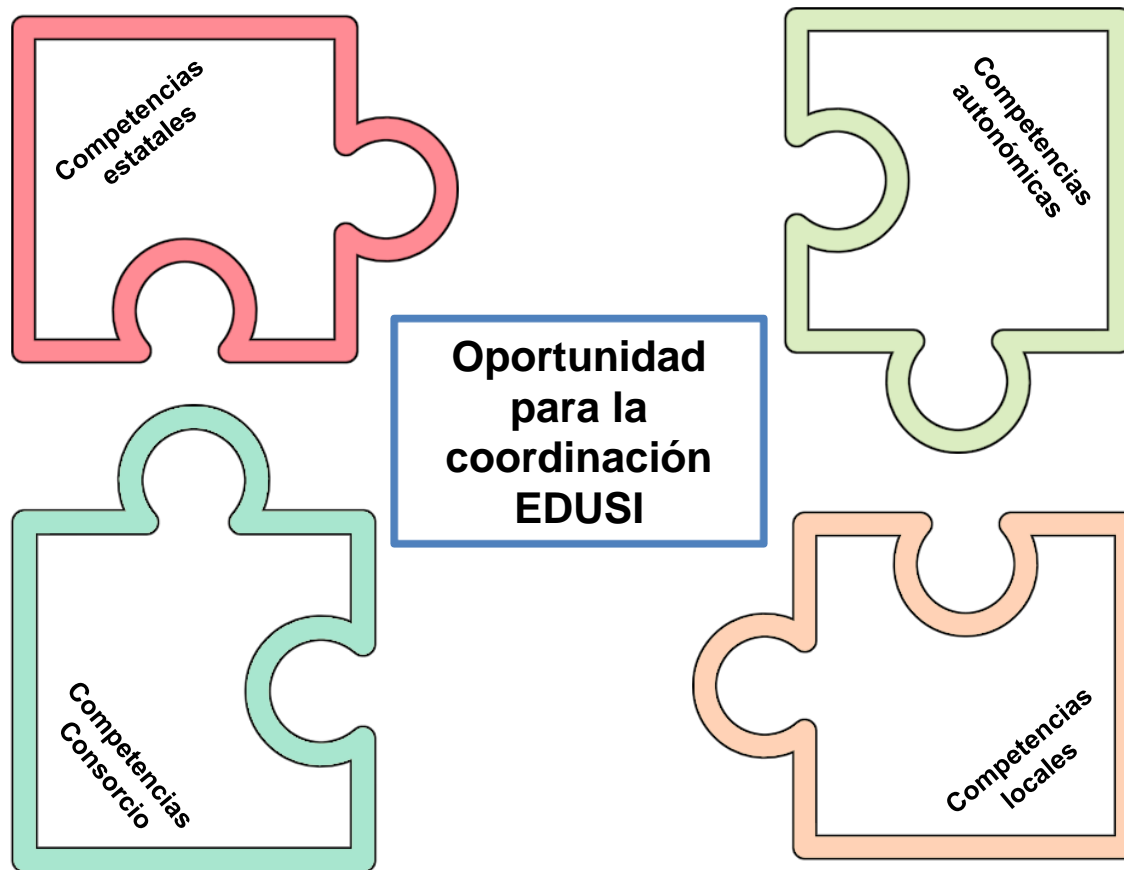 Competencias
estatales
Competencias
autonómicas
Oportunidad
para la
coordinación
EDUSI
Competencias
Consorcio
Competencias
locales